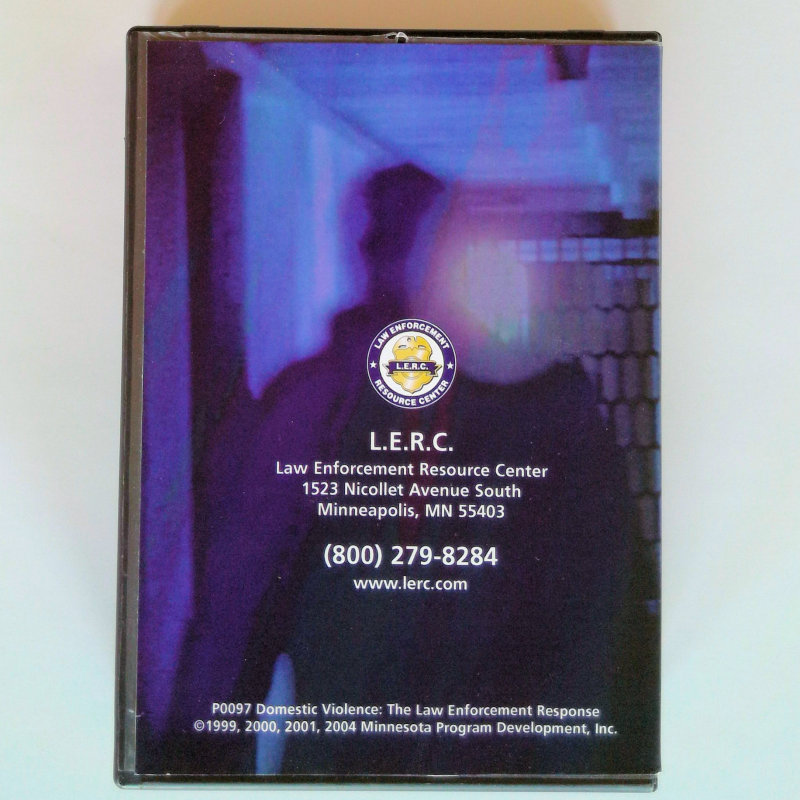 LAW ENFORCEMENT
L.E.R.C.
RESOURCE CENTER
L.E.R.C.
Law Enforcement Resource Center
1523 Nicollet Avenue South
Minneapolis, MN 55403
(800) 279-8284
www.lerc.com
P0097 Domestic Violence: The Law Enforcement Response
©1999, 2000, 2001, 2004 Minnesota Program Development, Inc.